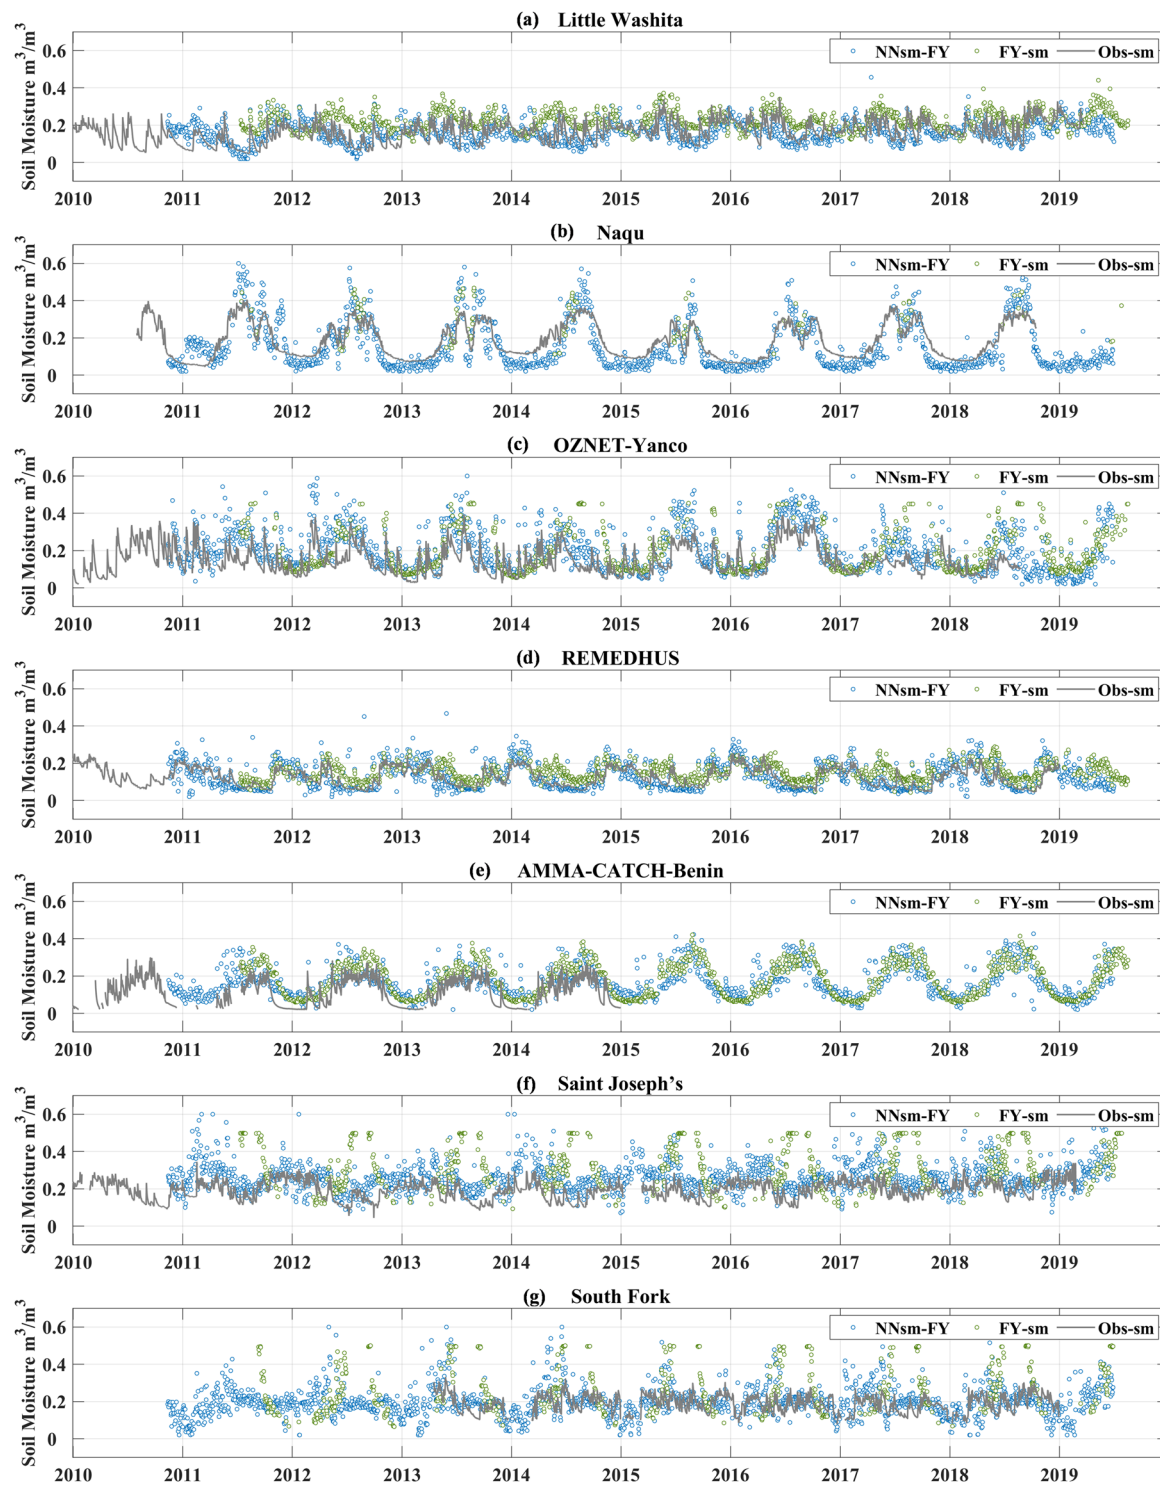 (a) Little Washita
Soil Moisture m³/m³
0.6
0.4
0.2
0
NNsm-FY FY-sm Obs-sm
2010 2011 2012 2013 2014 2015 2016 2017 2018 2019
(b) Naqu
Soil Moisture m³/m³
0.6
0.4
0.2
0
NNsm-FY FY-sm Obs-sm
2010 2011 2012 2013 2014 2015 2016 2017 2018 2019
(c) OZNET-Yanco
Soil Moisture m³/m³
0.6
0.4
0.2
0
NNsm-FY FY-sm Obs-sm
2010 2011 2012 2013 2014 2015 2016 2017 2018 2019
(d) REMEDHUS
Soil Moisture m³/m³
0.6
0.4
0.2
0
NNsm-FY FY-sm Obs-sm
2010 2011 2012 2013 2014 2015 2016 2017 2018 2019
(e) AMMA-CATCH-Benin
Soil Moisture m³/m³
0.6
0.4
0.2
0
NNsm-FY FY-sm Obs-sm
2010 2011 2012 2013 2014 2015 2016 2017 2018 2019
(f) Saint Joseph’s
Soil Moisture m³/m³
0.6
0.4
0.2
0
NNsm-FY FY-sm Obs-sm
2010 2011 2012 2013 2014 2015 2016 2017 2018 2019
(g) South Fork
Soil Moisture m³/m³
0.6
0.4
0.2
0
NNsm-FY FY-sm Obs-sm
2010 2011 2012 2013 2014 2015 2016 2017 2018 2019